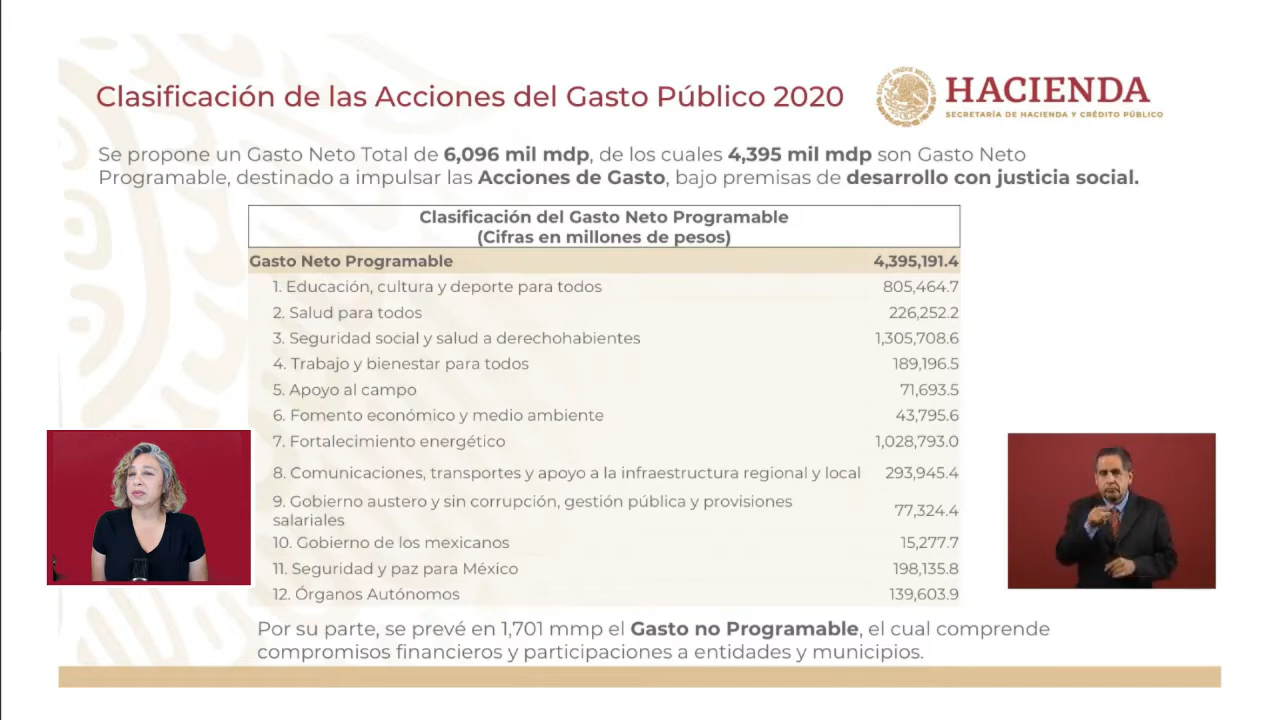 Clasificación de las Acciones del Gasto Público 2020
HACIENDA
SECRETARÍA DE HACIENDA Y CRÉDITO PÚBLICO
Se propone un Gasto Neto Total de 6,096 mil mdp, de los cuales 4,395 mil mdp son Gasto Neto
Programable, destinado a impulsar las Acciones de Gasto, bajo premisas de desarrollo con justicia social.
Clasificación del Gasto Neto Programable
(Cifras en millones de pesos)
Gasto Neto Programable 4,395,191.4
1. Educación, cultura y deporte para todos 805,464.7
2. Salud para todos 226,252.2
3. Seguridad social y salud a derechohabientes 1,305,708.6
4. Trabajo y bienestar para todos 189,196.5
5. Apoyo al campo 71,693.5
6. Fomento económico y medio ambiente 43,795.6
7. Fortalecimiento energético 1,028,793.0
8. Comunicaciones, transportes y apoyo a la infraestructura regional y local 293,945.4
9. Gobierno austero y sin corrupción, gestión pública y provisiones
salariales 77,324.4
10. Gobierno de los mexicanos 15,277.7
11. Seguridad y paz para México 198,135.8
12. Órganos Autónomos 139,603.9
Por su parte, se prevé en 1,701 mmp el Gasto no Programable, el cual comprende
compromisos financieros y participaciones a entidades y municipios.